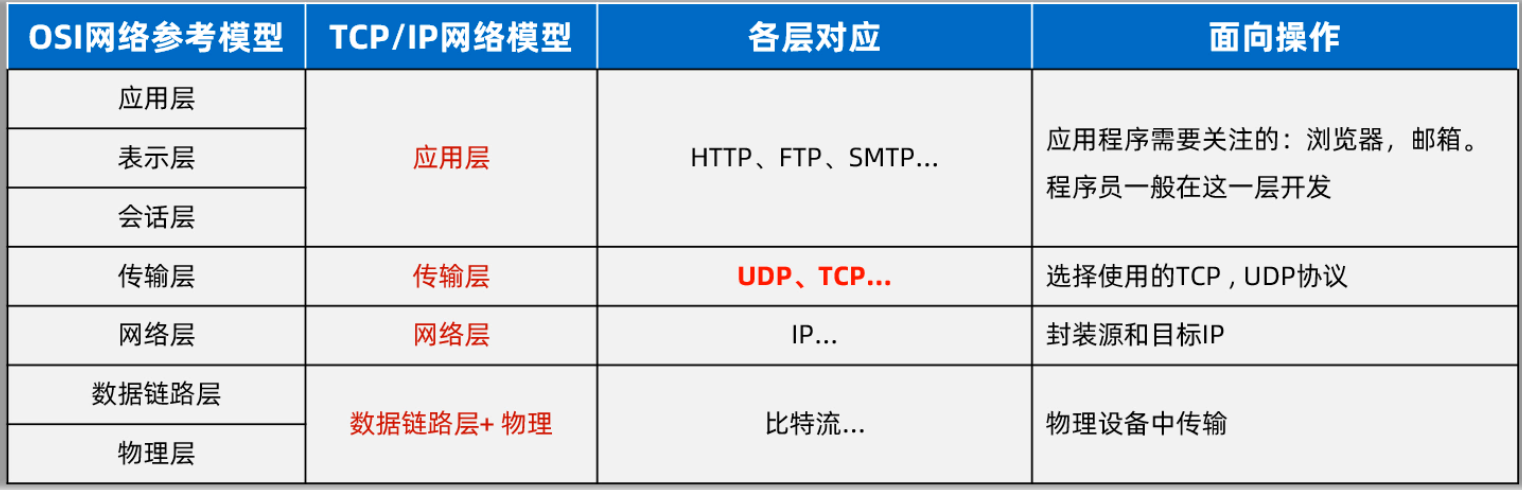 OSI网络参考模型 TCP/IP网络模型 各层对应 面向操作
应用层
表示层
会话层
应用层
HTTP、FTP、SMTP...
应用程序需要关注的：浏览器，邮箱。
程序员一般在这一层开发
传输层 传输层 UDP、TCP... 选择使用的TCP , UDP协议
网络层 网络层 IP... 封装源和目标IP
数据链路层
物理层
数据链路层+ 物理
比特流...
物理设备中传输